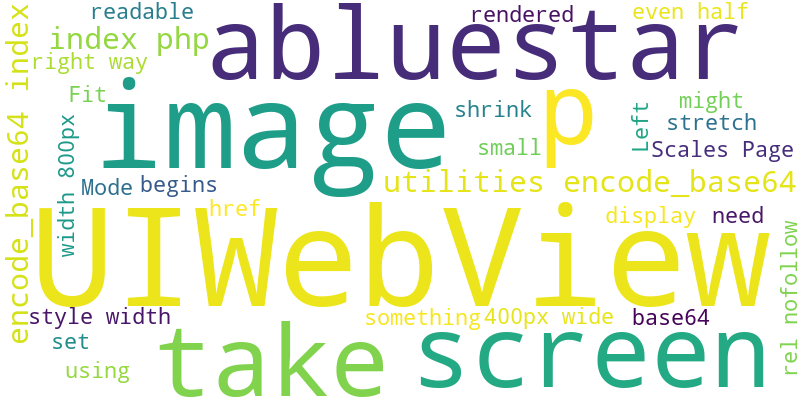 readable
rendered
even half
abluestar
index php
right way
Fit
image
p
shrink
might
stretch
Left
small
Scales Page
width 800px
Mode
begins
utilities encode_base64
encode_base64 index
href
display
need
UIWebView
rel nofollow
style width
something
400px wide
base64
set
take
screen
using